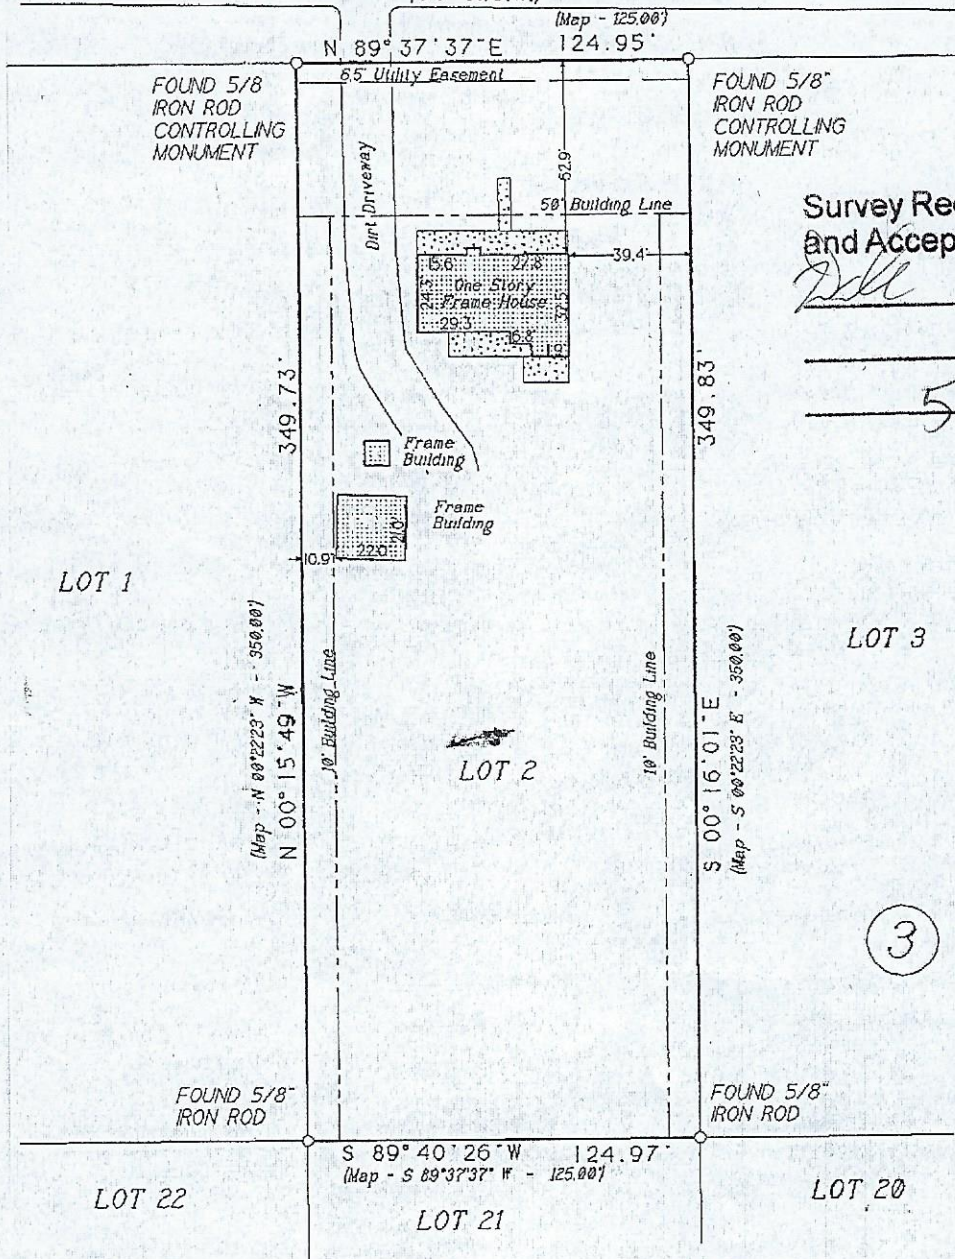 (Map - 125.00')
N 89° 37' 37" E 124.95'
6.5' Utility Easement
FOUND 5/8"
IRON ROD
CONTROLLING
MONUMENT
FOUND 5/8"
IRON ROD
CONTROLLING
MONUMENT
Dirt Driveway
62.9'
50' Building Line
Survey Rec
and Accep
15.6' 27.8'
39.4'
24.3'
One Story
Frame House
29.3'
16.8'
349.73'
349.83'
5
Frame
Building
Frame
Building
21.0'
22.0'
10.9'
LOT 1
LOT 3
(Map - N 00°22'23" W - 350.00')
N 00° 15' 49" W
10' Building Line
LOT 2
10' Building Line
S 00° 16' 01" E
(Map - S 00°22'23" E - 350.00')
3
FOUND 5/8"
IRON ROD
FOUND 5/8"
IRON ROD
S 89° 40' 26" W 124.97'
(Map - S 89°37'37" W - 125.00')
LOT 22
LOT 21
LOT 20